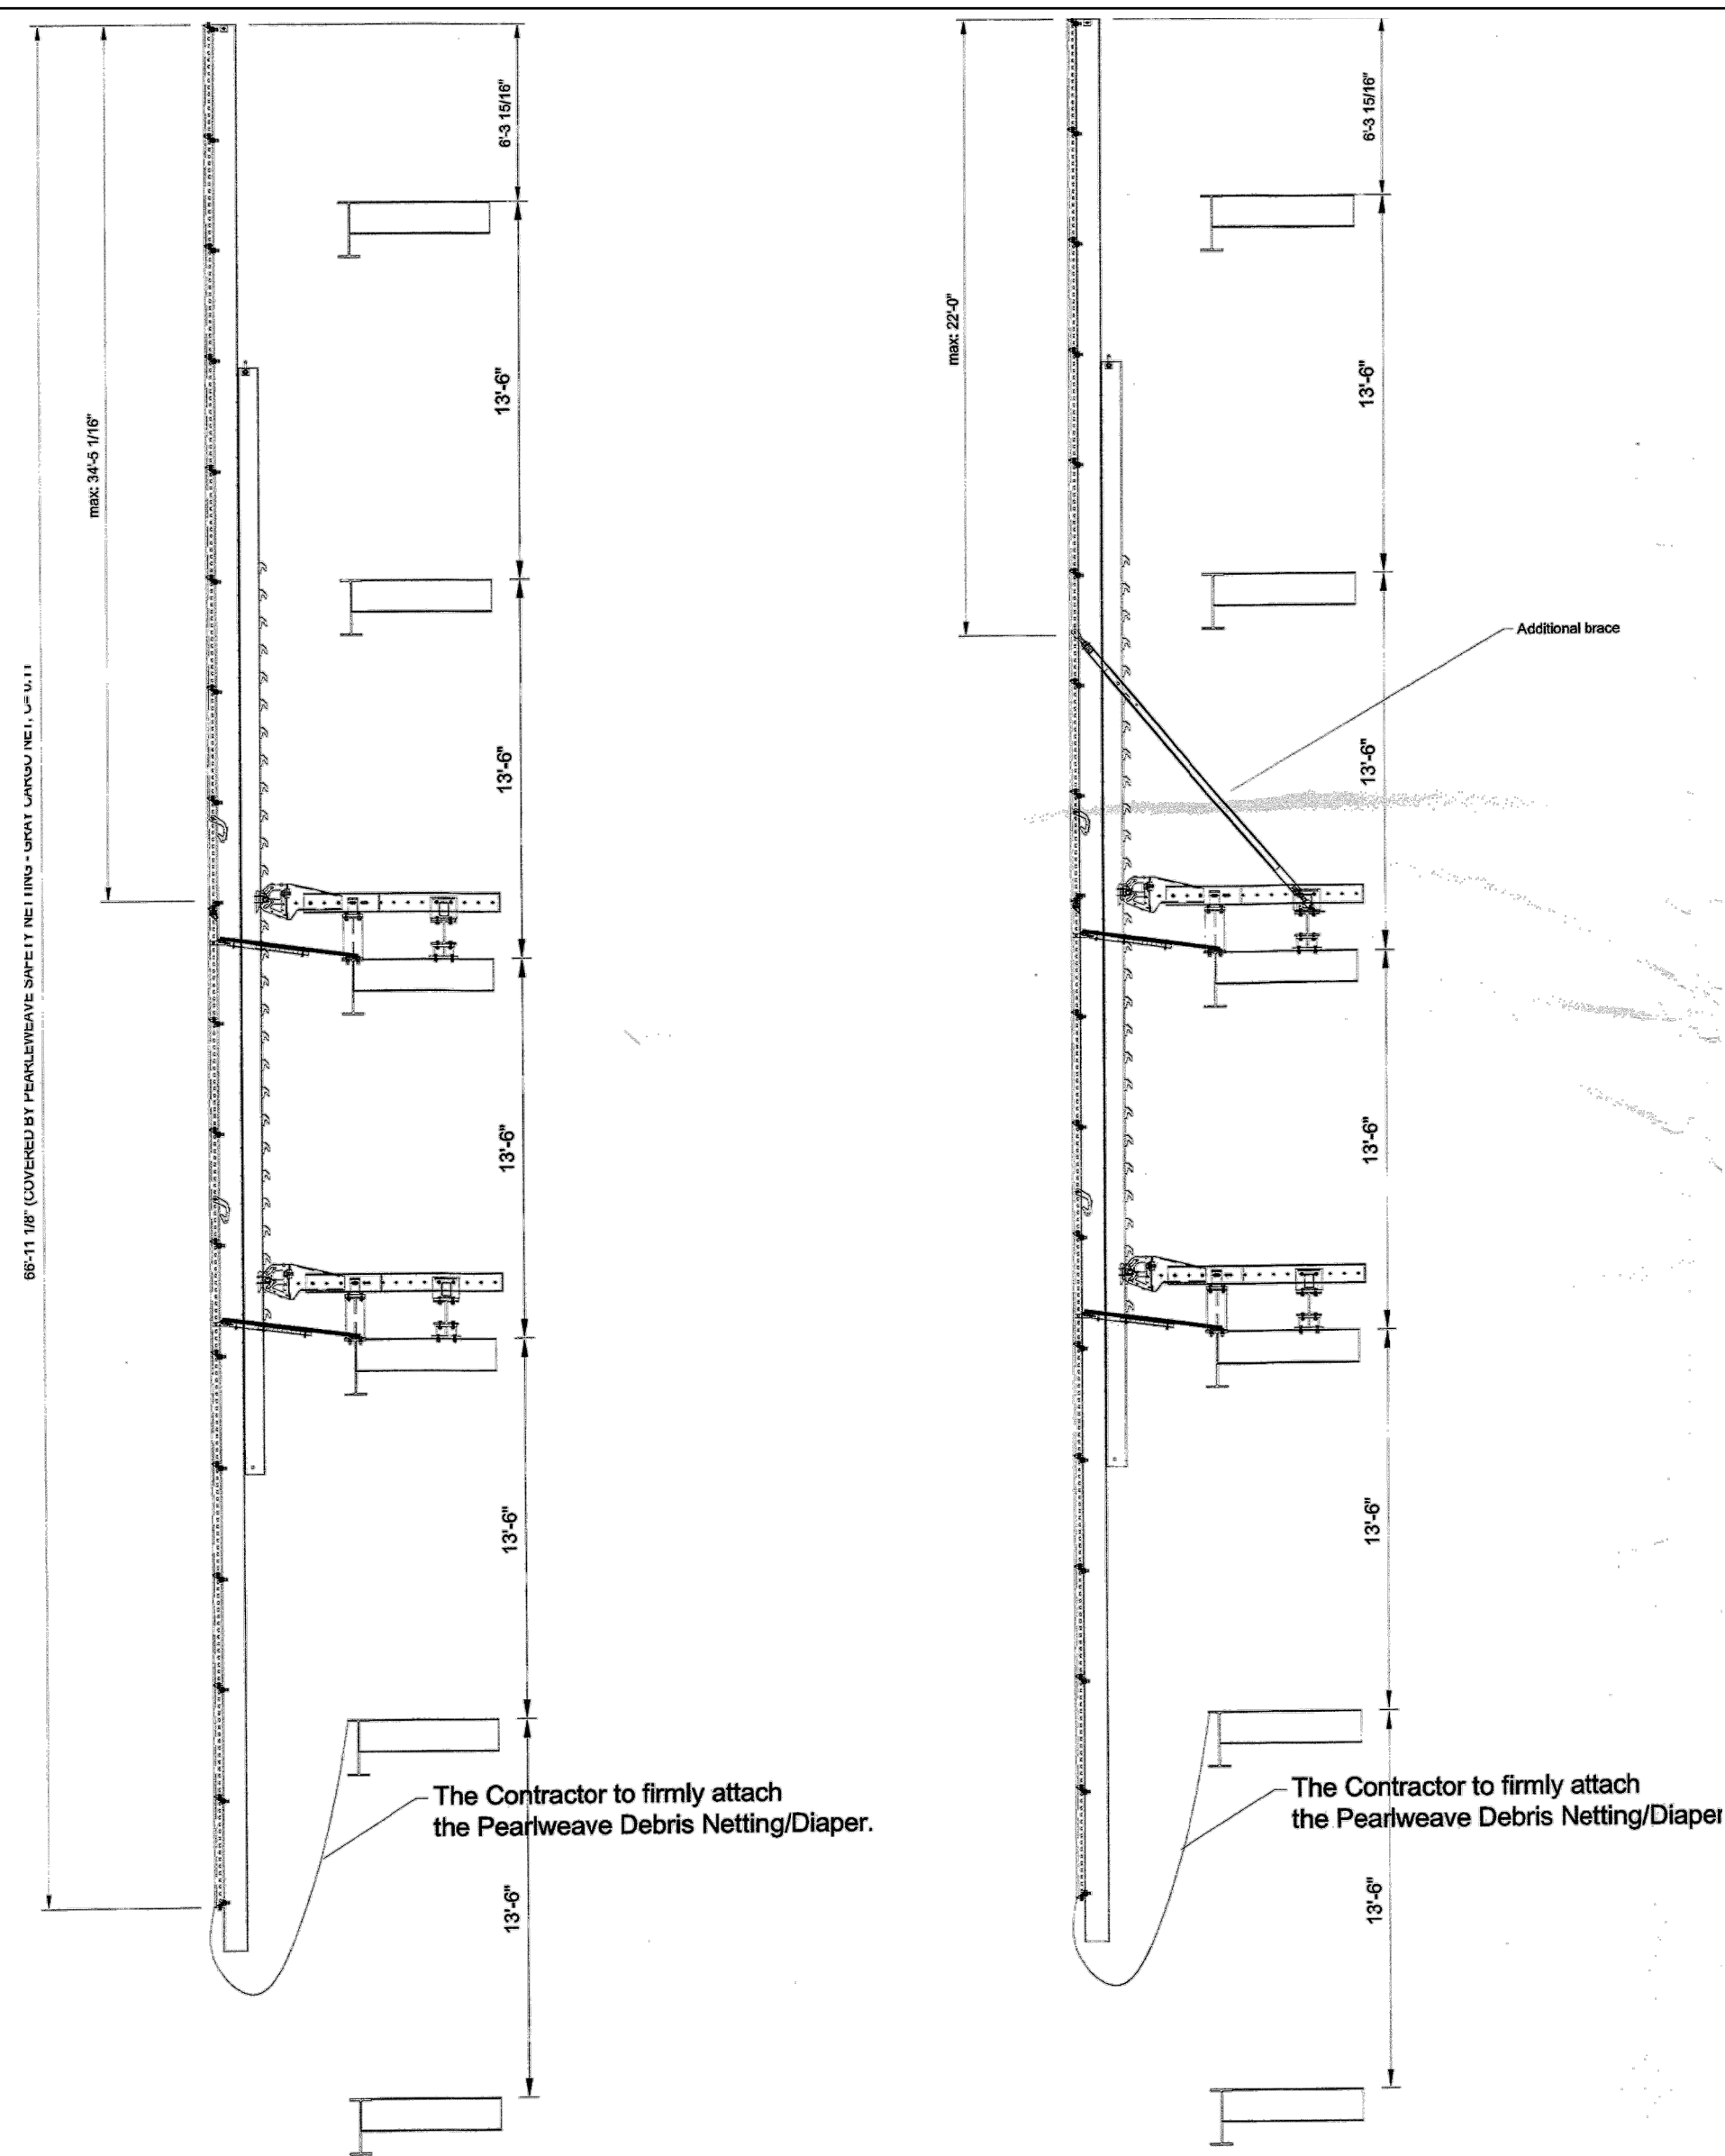 66'-11 1/8" (COVERED BY PEARLEWEAVE SAFETY NETTING - GRAY CARGO NET, C= 0.11
max: 34'-5 1/16"
6'-3 15/16"
13'-6"
13'-6"
13'-6"
13'-6"
13'-6"
The Contractor to firmly attach
the Pearlweave Debris Netting/Diaper.
max: 22'-0"
6'-3 15/16"
13'-6"
13'-6"
13'-6"
13'-6"
13'-6"
Additional brace
The Contractor to firmly attach
the Pearlweave Debris Netting/Diaper